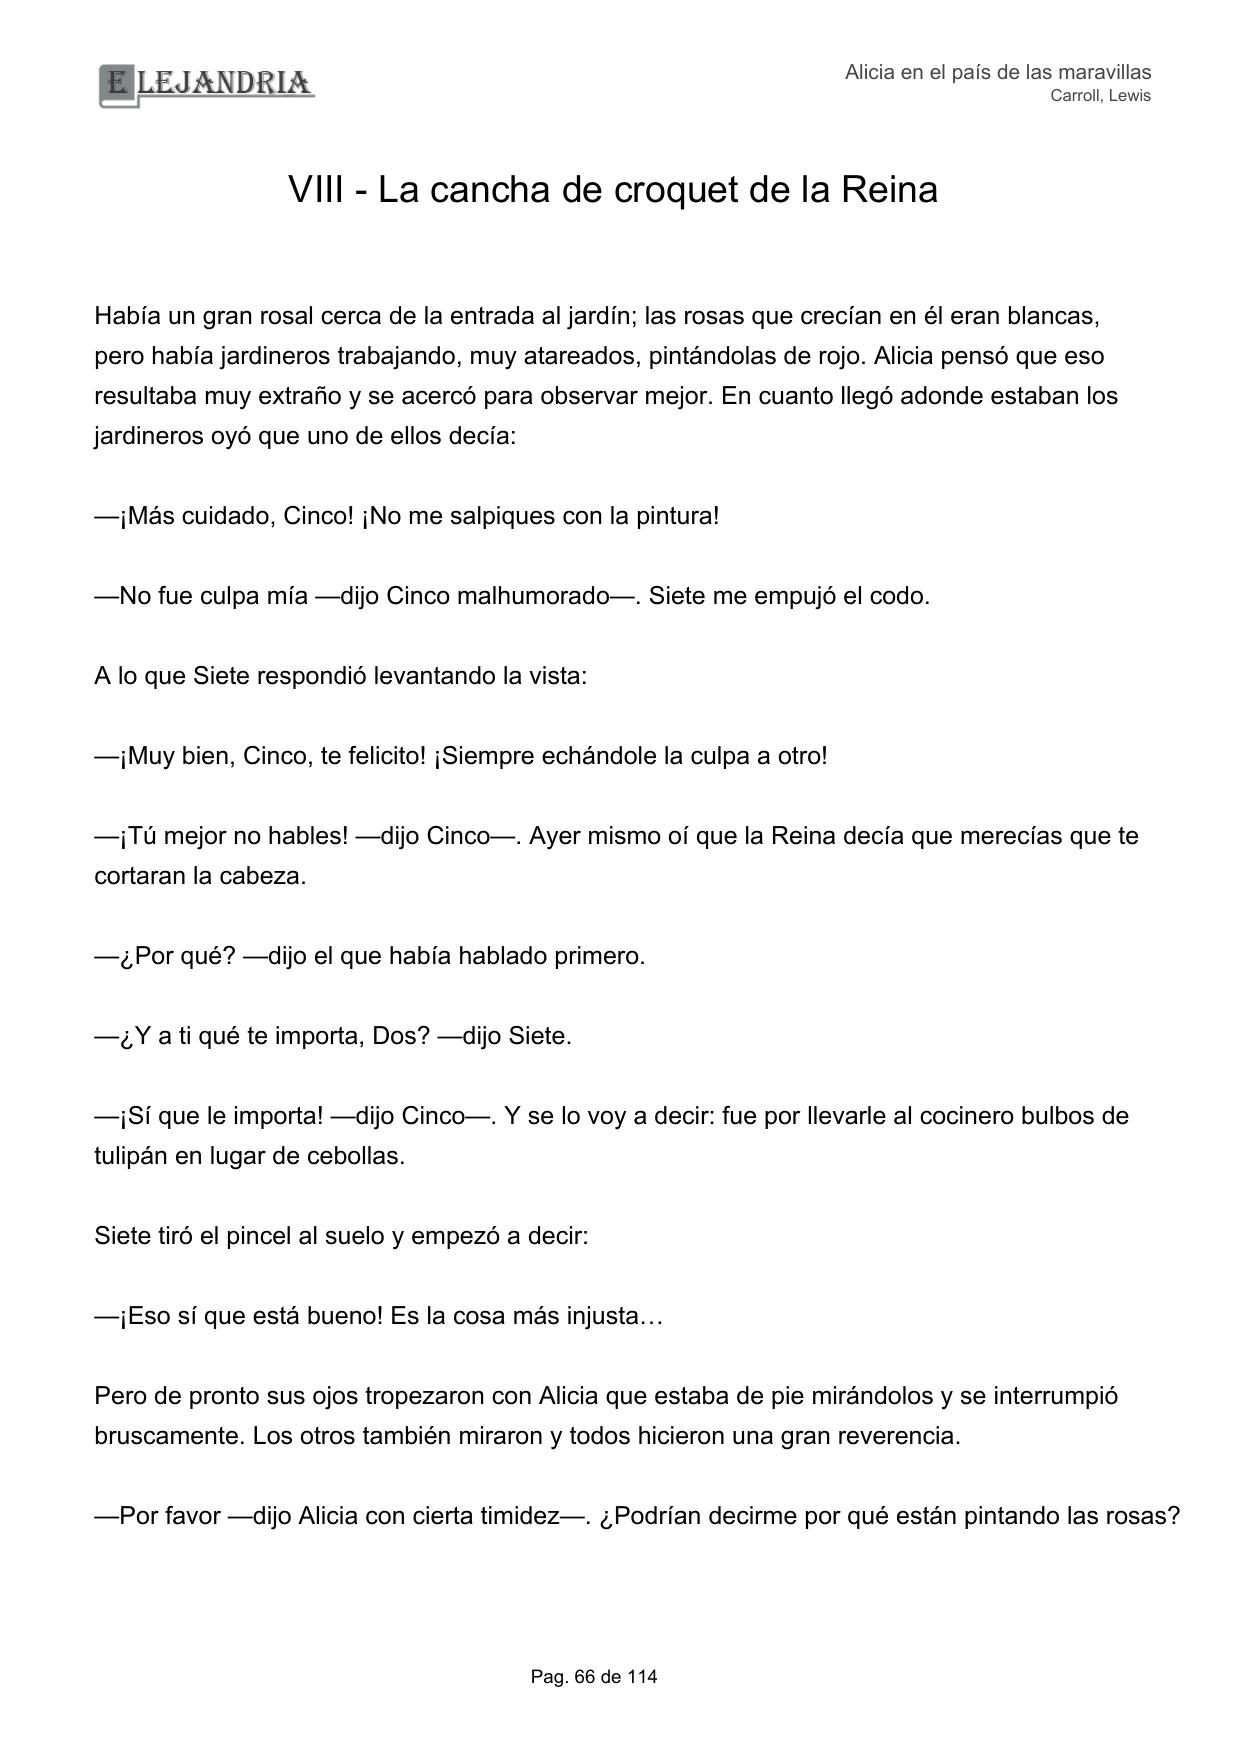 ELEJANDRIA
Alicia en el país de las maravillas
Carroll, Lewis
VIII - La cancha de croquet de la Reina
Había un gran rosal cerca de la entrada al jardín; las rosas que crecían en él eran blancas,
pero había jardineros trabajando, muy atareados, pintándolas de rojo. Alicia pensó que eso
resultaba muy extraño y se acercó para observar mejor. En cuanto llegó adonde estaban los
jardineros oyó que uno de ellos decía:
—¡Más cuidado, Cinco! ¡No me salpiques con la pintura!
—No fue culpa mía —dijo Cinco malhumorado—. Siete me empujó el codo.
A lo que Siete respondió levantando la vista:
—¡Muy bien, Cinco, te felicito! ¡Siempre echándole la culpa a otro!
—¡Tú mejor no hables! —dijo Cinco—. Ayer mismo oí que la Reina decía que merecías que te
cortaran la cabeza.
—¿Por qué? —dijo el que había hablado primero.
—¿Y a ti qué te importa, Dos? —dijo Siete.
—¡Sí que le importa! —dijo Cinco—. Y se lo voy a decir: fue por llevarle al cocinero bulbos de
tulipán en lugar de cebollas.
Siete tiró el pincel al suelo y empezó a decir:
—¡Eso sí que está bueno! Es la cosa más injusta…
Pero de pronto sus ojos tropezaron con Alicia que estaba de pie mirándolos y se interrumpió
bruscamente. Los otros también miraron y todos hicieron una gran reverencia.
—Por favor —dijo Alicia con cierta timidez—. ¿Podrían decirme por qué están pintando las rosas?
Pag. 66 de 114